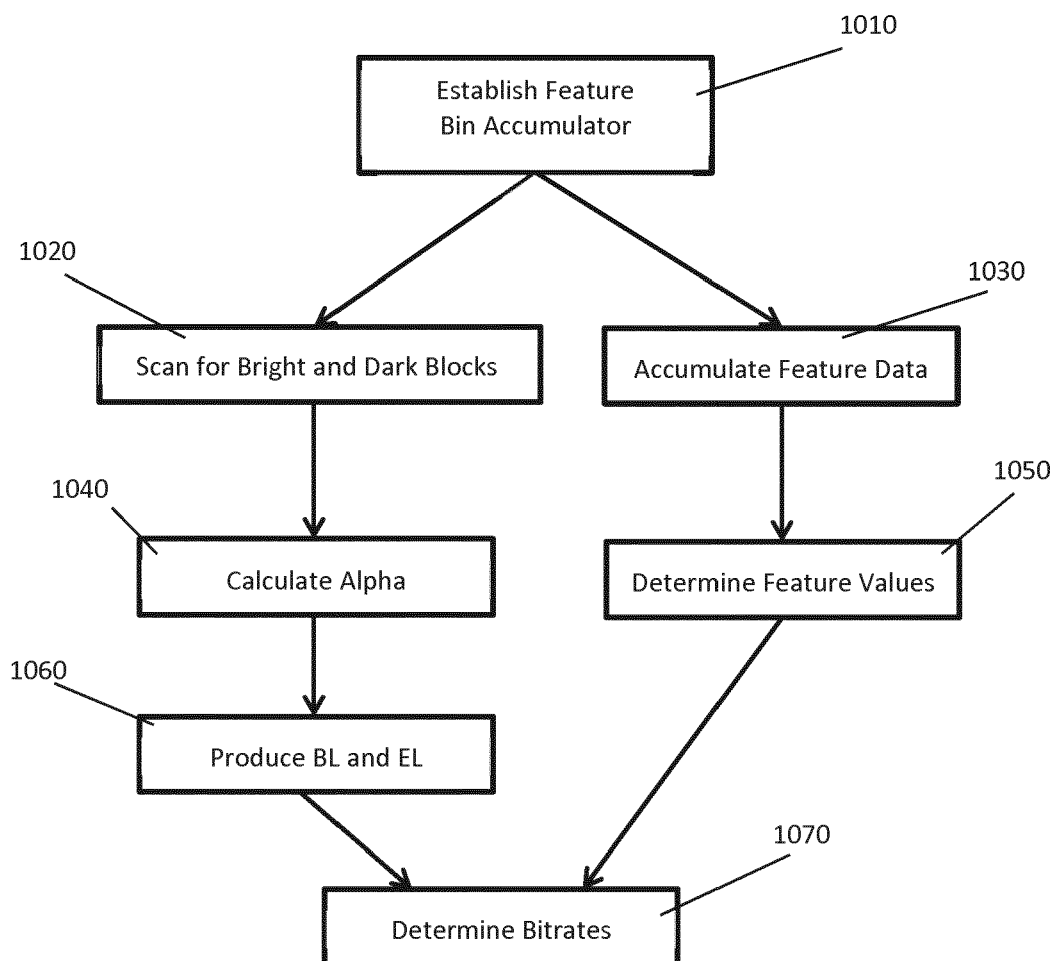 1010
Establish Feature
Bin Accumulator
1020
1030
Scan for Bright and Dark Blocks
Accumulate Feature Data
1040
1050
Calculate Alpha
Determine Feature Values
1060
Produce BL and EL
1070
Determine Bitrates